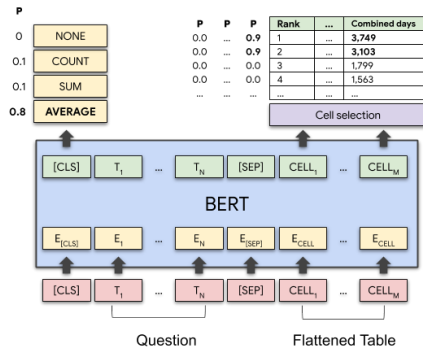 P
0 NONE
0.1 COUNT
0.1 SUM
0.8 AVERAGE
P ... P Rank ... Combined days
0.0 ... 0.9 1 3,749
0.0 ... 0.9 2 3,103
0.0 ... 0.0 3 1,799
0.0 ... 0.0 4 1,563
... ... ... ... ...
Cell selection
[CLS] T1 ... TN [SEP] CELL1 ... CELLM
BERT
E[CLS] E1 ... EN E[SEP] ECELL ... ECELL
[CLS] T1 ... TN [SEP] CELL1 ... CELLM
Question Flattened Table